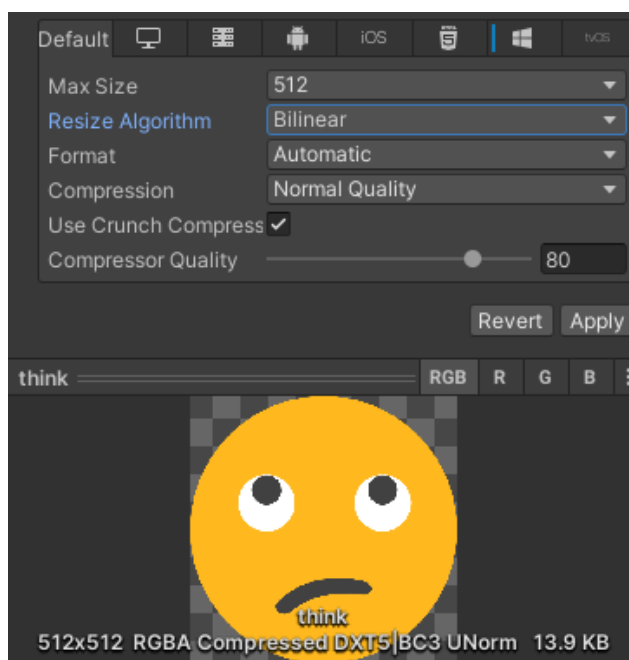 Default iOS 5 tvOS
Max Size 512
Resize Algorithm Bilinear
Format Automatic
Compression Normal Quality
Use Crunch Compress
Compressor Quality 80
Revert Apply
think RGB R G B
think
512x512 RGBA Compressed DXT5|BC3 UNorm 13.9 KB